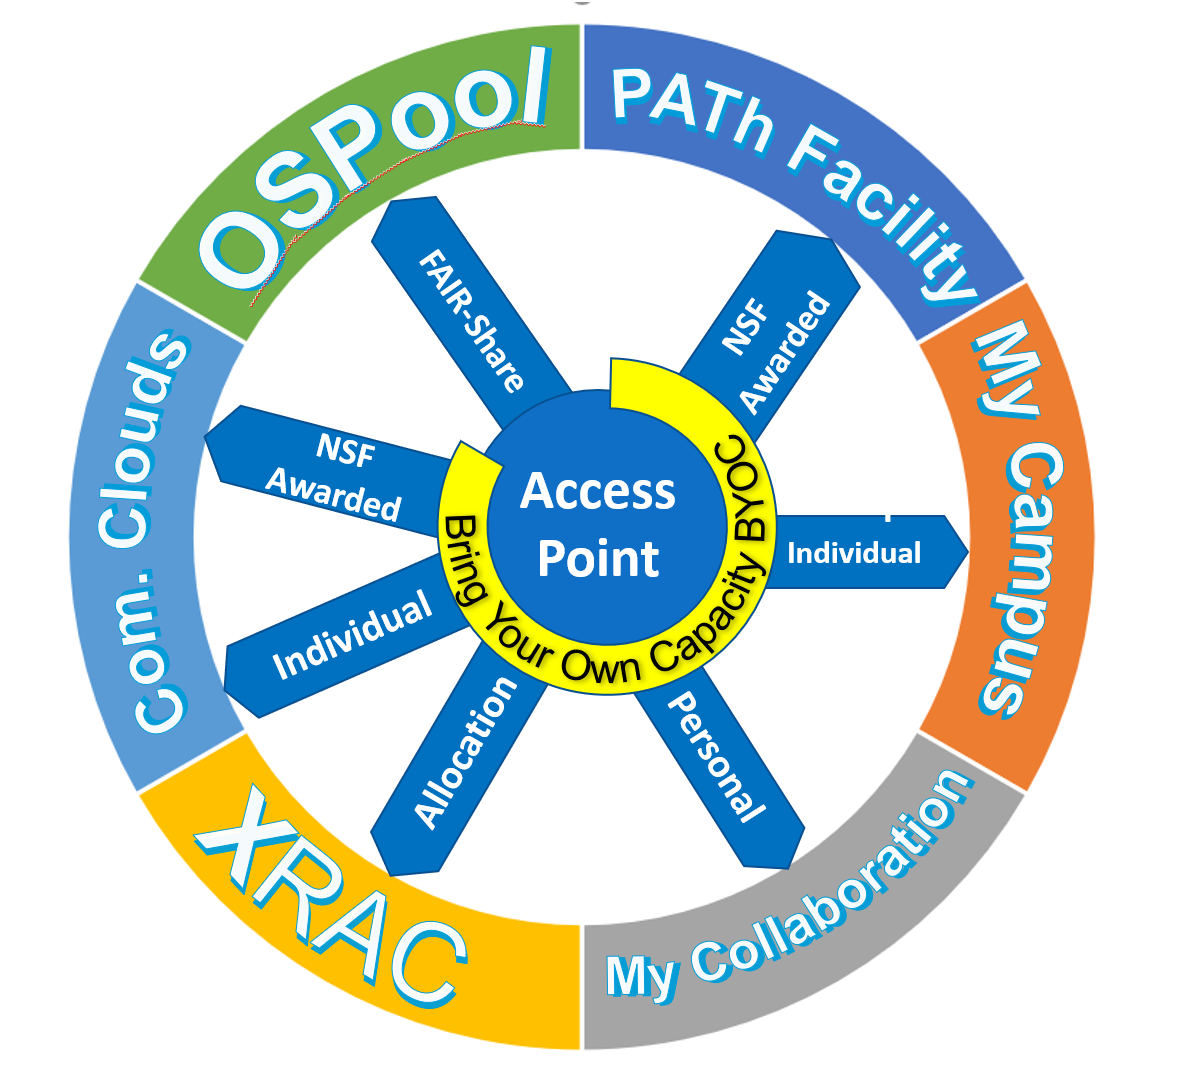 OSPool
PATh Facility
My Campus
My Collaboration
XRAC
Com. Clouds
FAIR-Share
NSF
Awarded
Individual
Personal
Allocation
Individual
NSF
Awarded
Access
Point
Bring Your Own Capacity BYOC